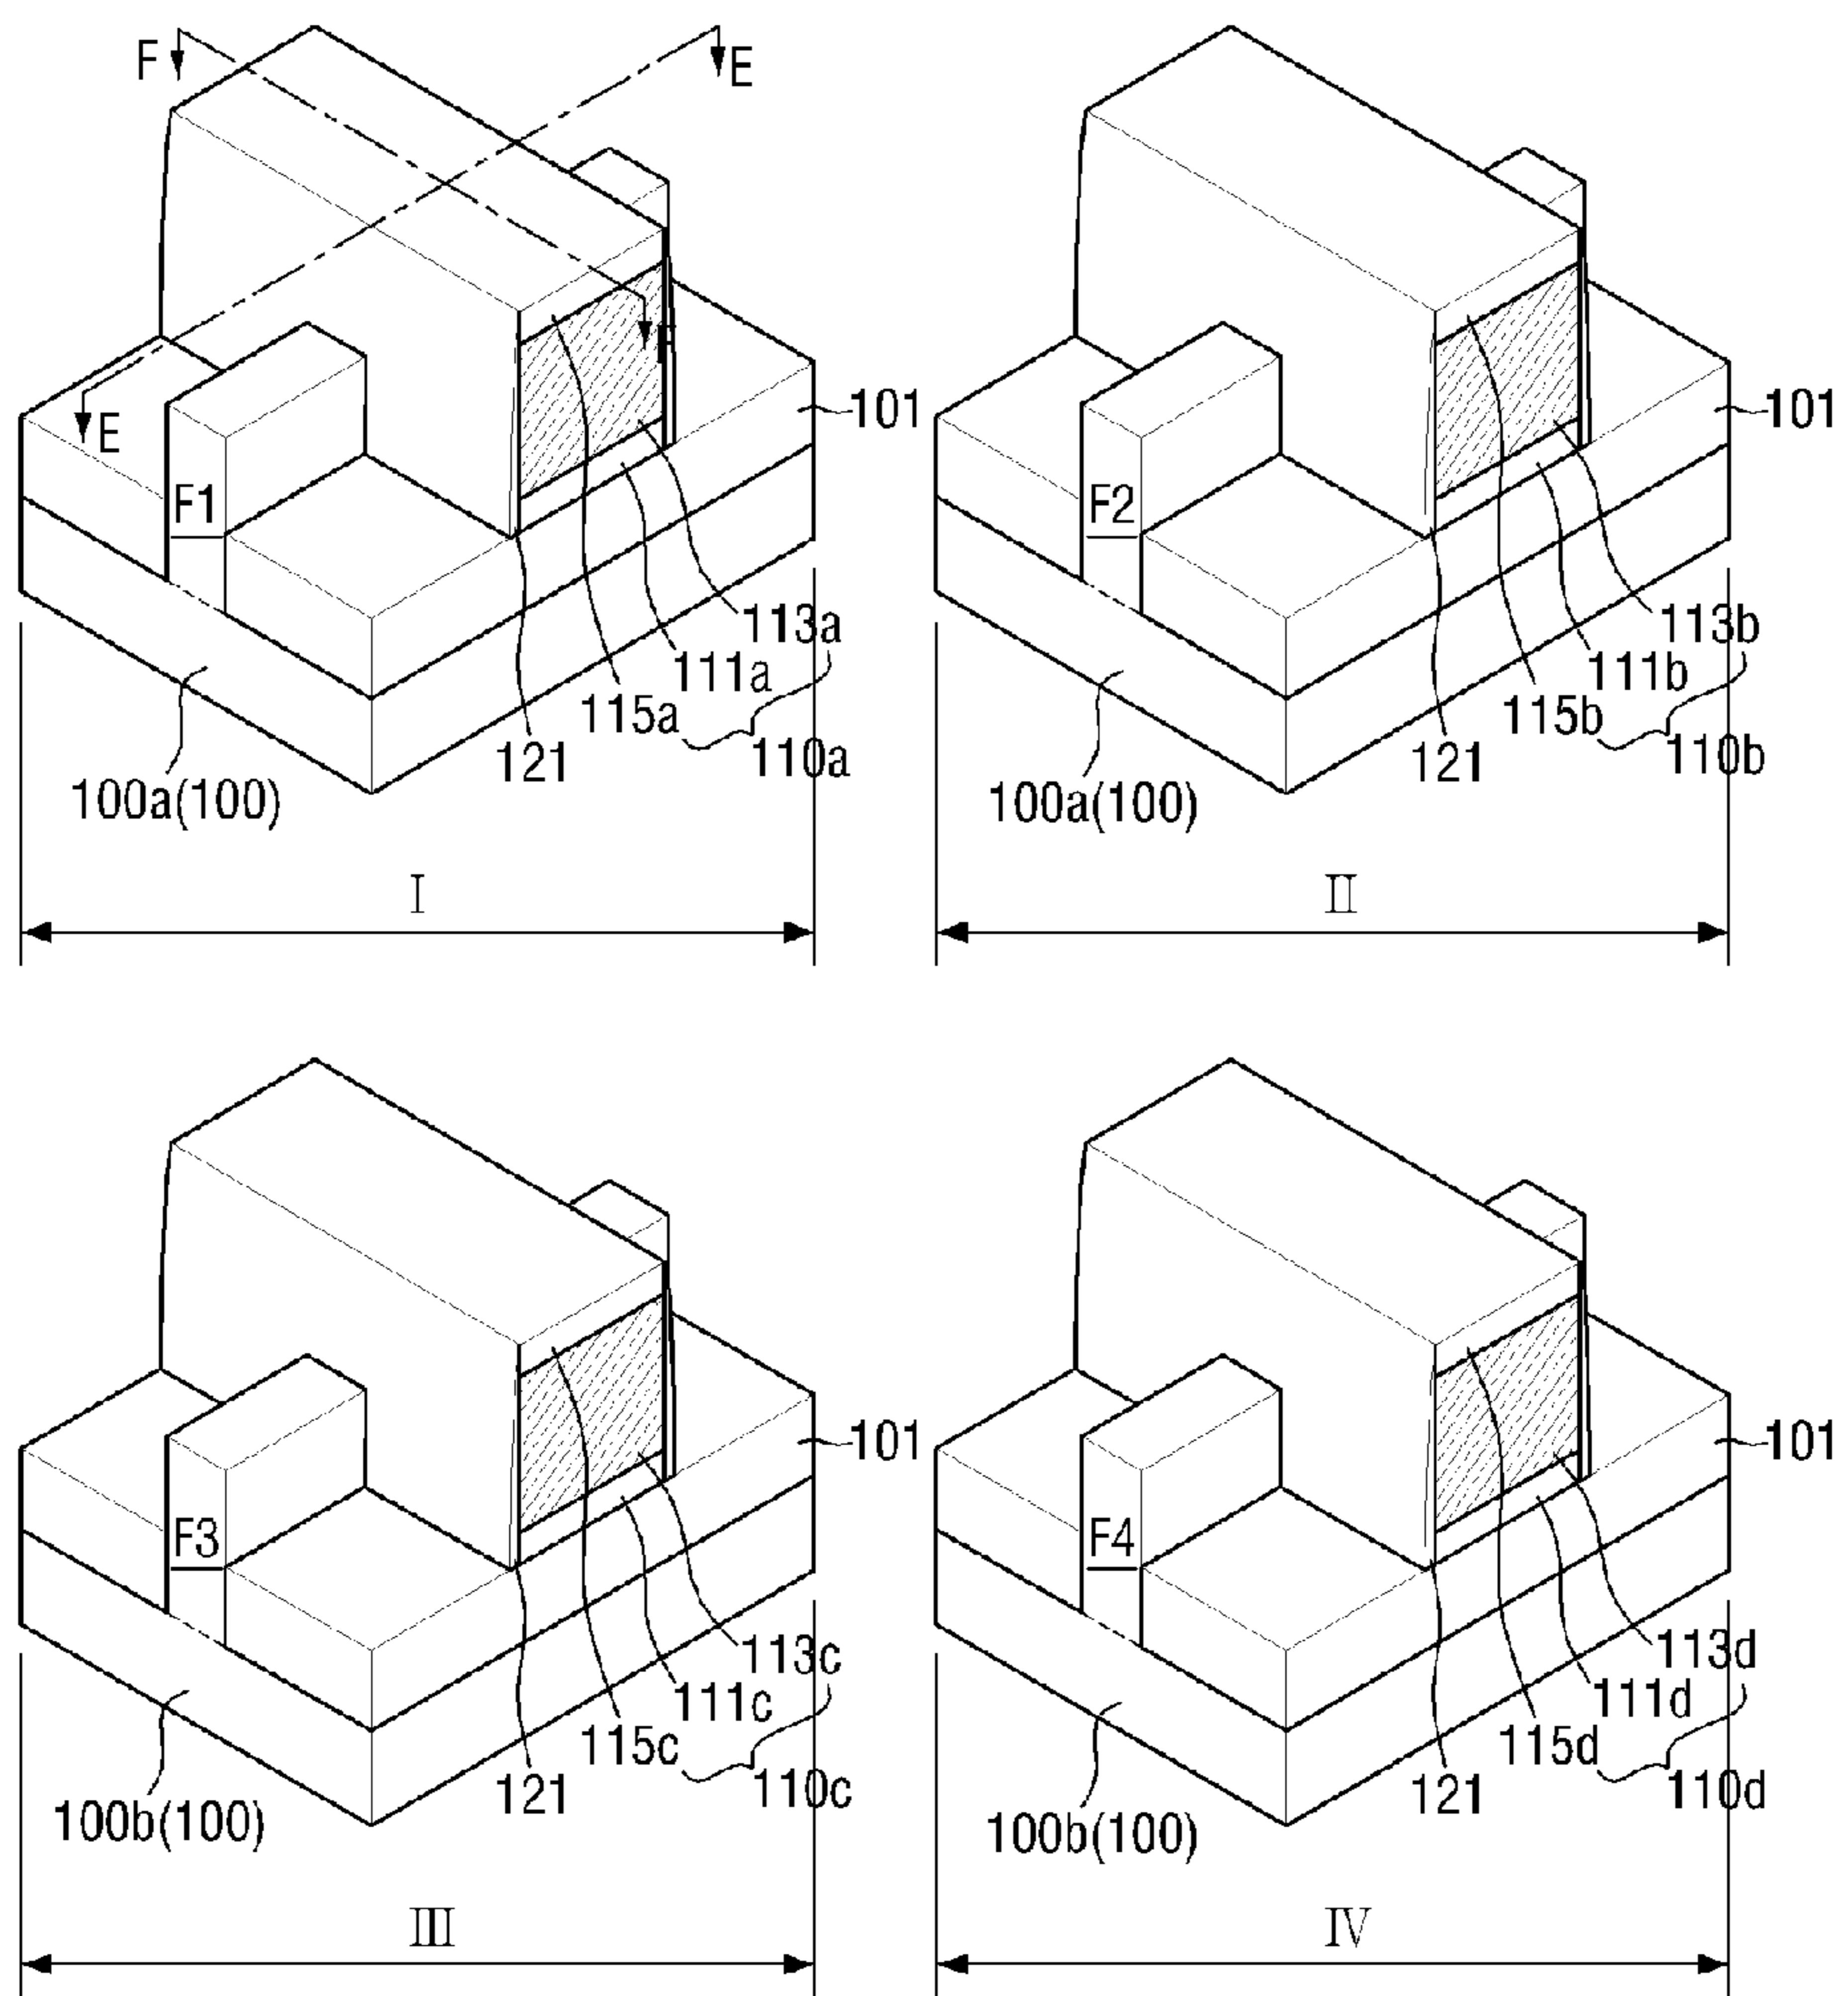 F
E
E
F
101
F1
113a
111a
115a
110a
121
100a(100)
I
101
F2
113b
111b
115b
110b
121
100a(100)
II
101
F3
113c
111c
115c
110c
121
100b(100)
III
101
F4
113d
111d
115d
110d
121
100b(100)
IV